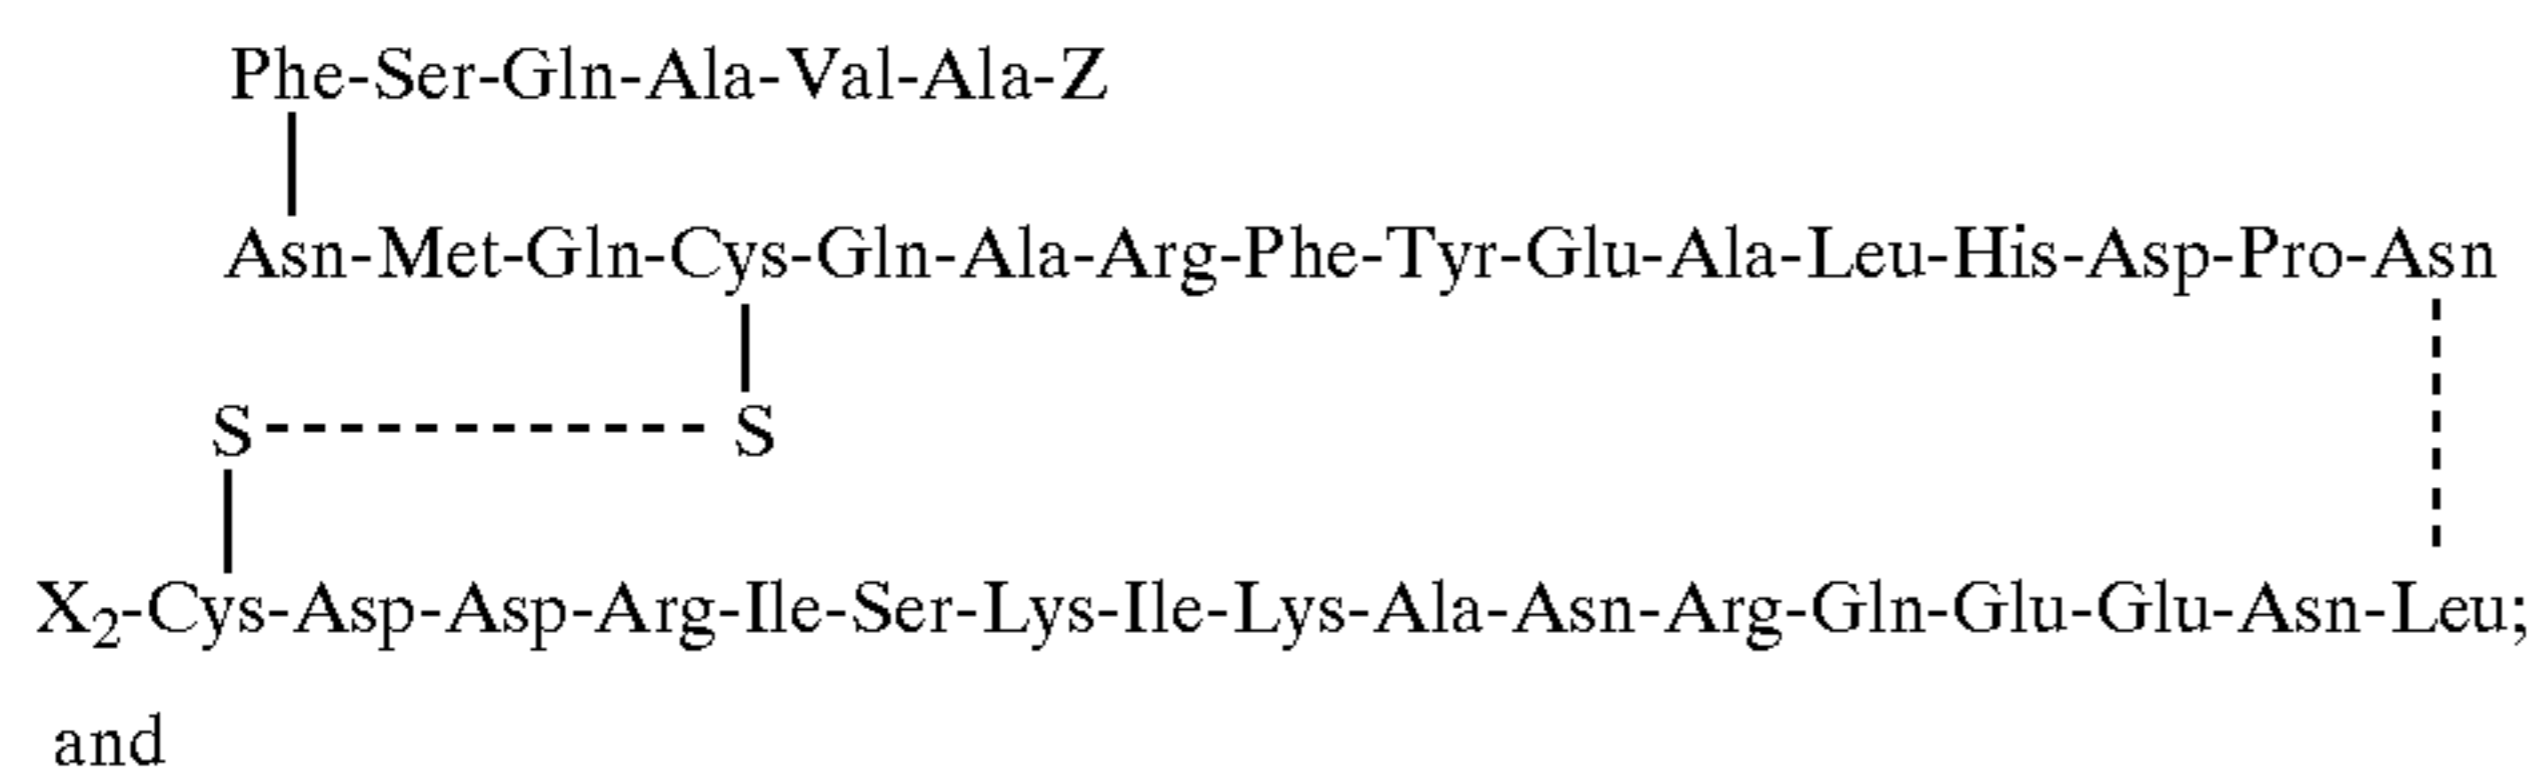 Phe-Ser-Gln-Ala-Val-Ala-Z
Asn-Met-Gln-Cys-Gln-Ala-Arg-Phe-Tyr-Glu-Ala-Leu-His-Asp-Pro-Asn
S S
X₂-Cys-Asp-Asp-Arg-Ile-Ser-Lys-Ile-Lys-Ala-Asn-Arg-Gln-Glu-Glu-Asn-Leu;
and